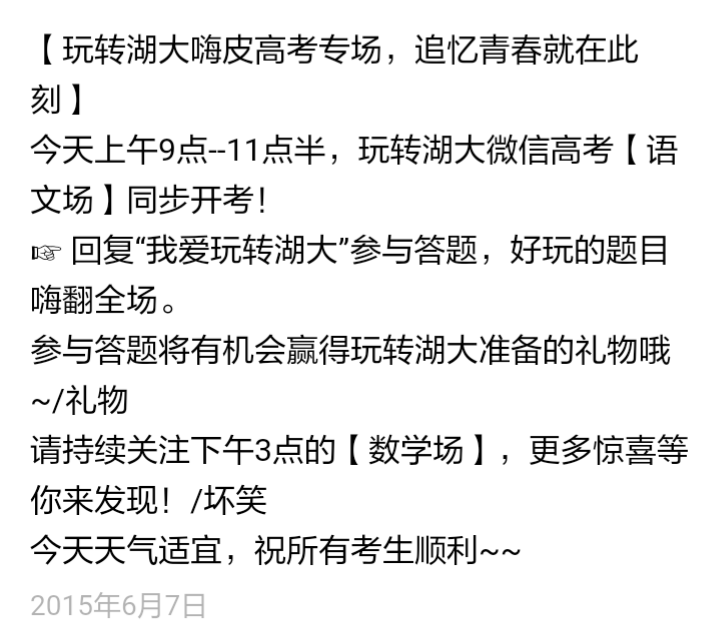 【玩转湖大嗨皮高考专场，追忆青春就在此
刻】
今天上午9点--11点半，玩转湖大微信高考【语
文场】同步开考！
☞ 回复“我爱玩转湖大”参与答题，好玩的题目
嗨翻全场。
参与答题将有机会赢得玩转湖大准备的礼物哦
~/礼物
请持续关注下午3点的【数学场】，更多惊喜等
你来发现！/坏笑
今天天气适宜，祝所有考生顺利~~
2015年6月7日